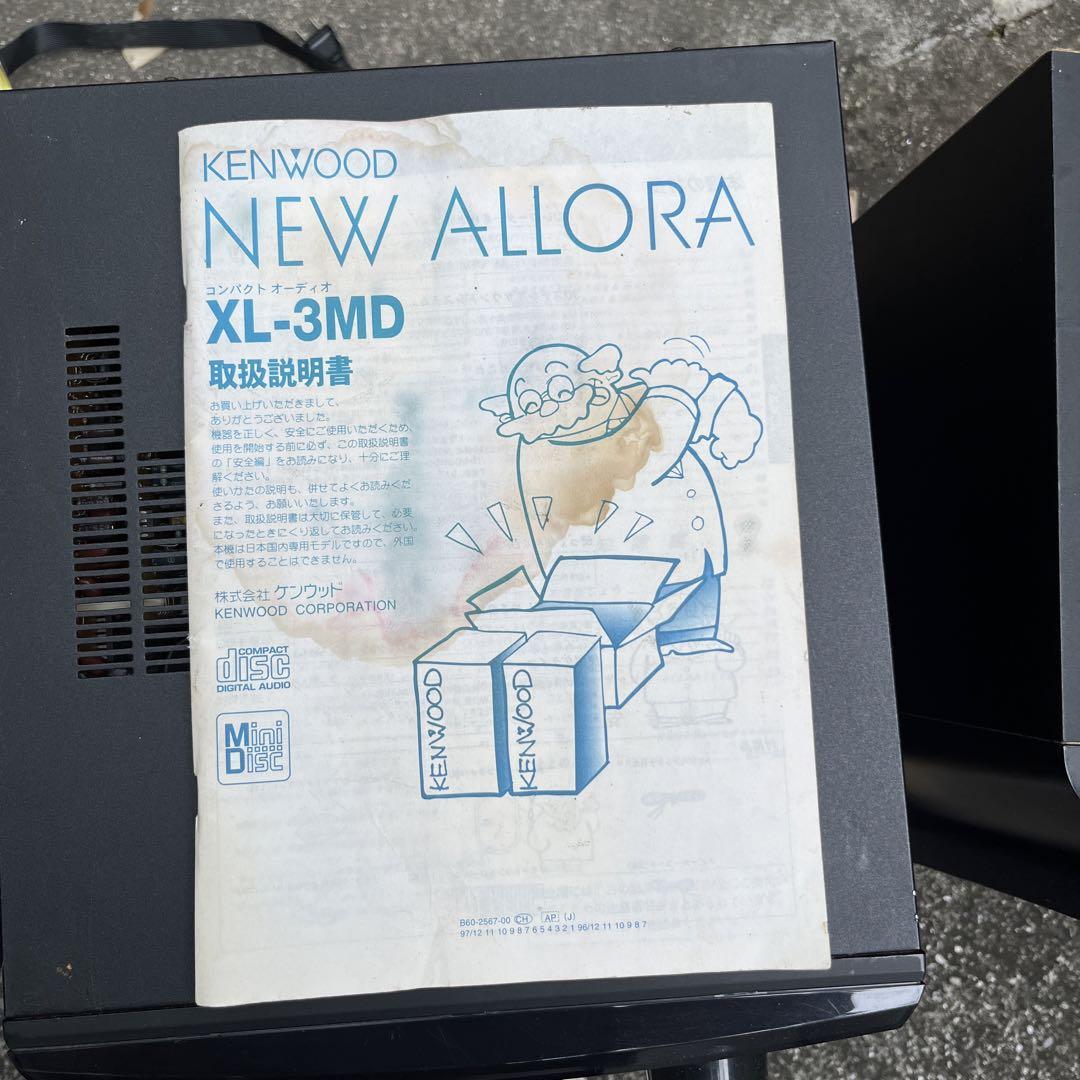 KENWOOD
NEW ALLORA
コンパクト オーディオ
XL-3MD
取扱説明書
お買い上げいただきまして、
ありがとうございました。
機器を正しく、安全にご使用いただくため、
使用を開始する前に必ず、この取扱説明書
の「安全編」をお読みになり、十分にご理
解ください。
使いかたの説明も、併せてよくお読みくだ
さるよう、お願いいたします。
また、取扱説明書は大切に保管して、必要
になったときにくり返してお読みください。
本機は日本国内専用モデルですので、外国
で使用することはできません。
株式会社 ケンウッド
KENWOOD CORPORATION
COMPACT
disc
DIGITAL AUDIO
Mini
Disc
KENWOOD
KENWOOD
B60-2567-00 CH AP (J)
97/12 11 10 9 8 7 6 5 4 3 2 1 96/12 11 10 9 8 7